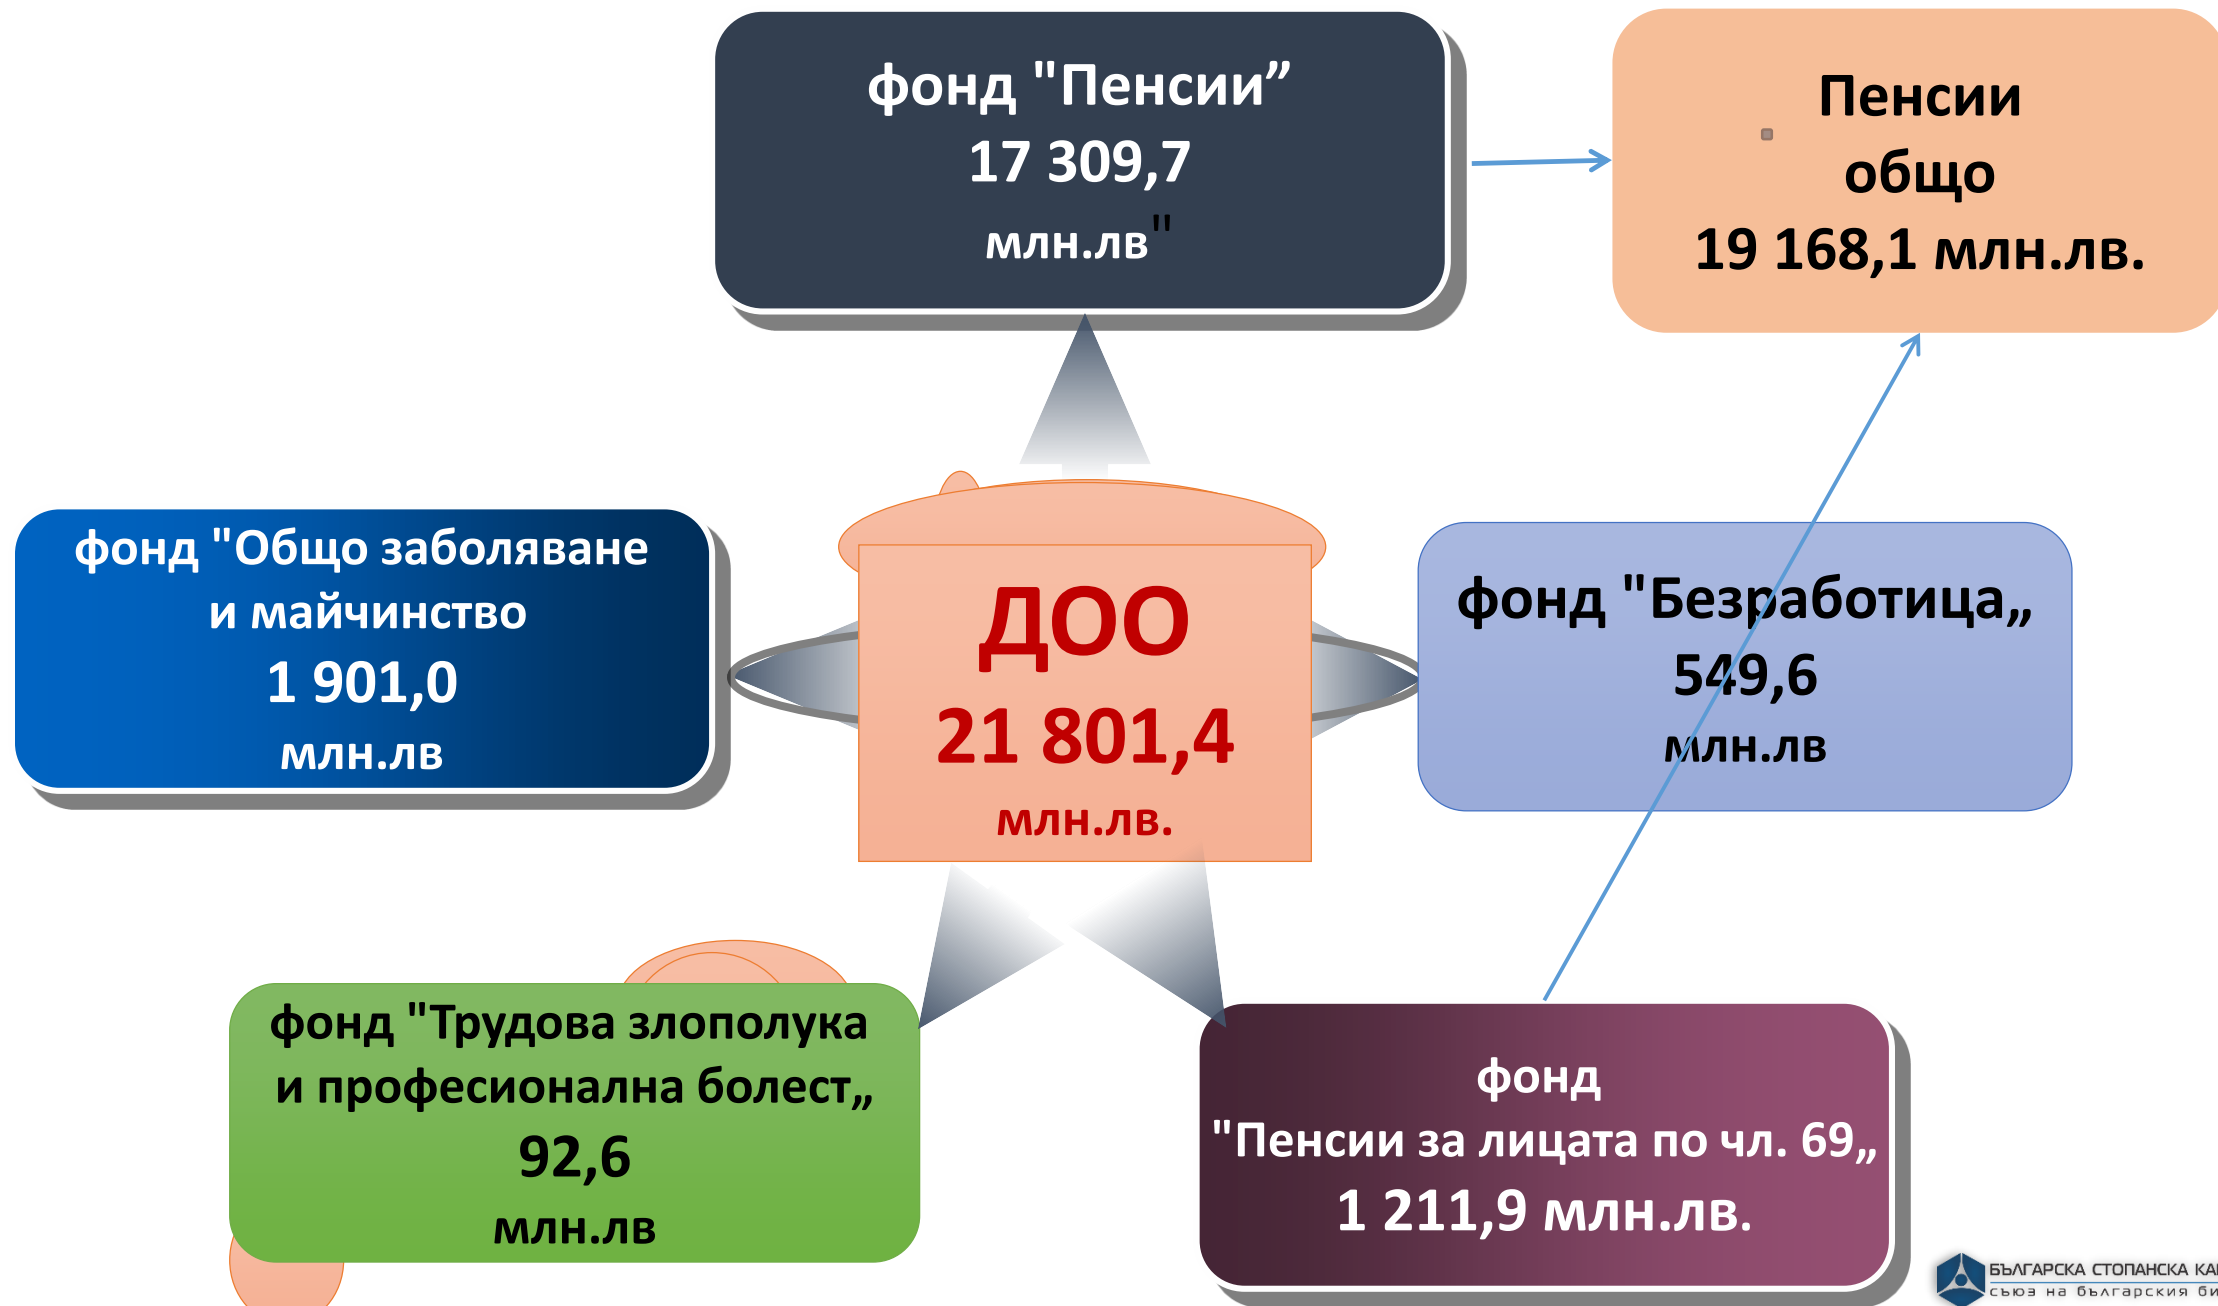 фонд "Пенсии”
17 309,7
млн.лв"
Пенсии
общо
19 168,1 млн.лв.
фонд "Общо заболяване
и майчинство
1 901,0
млн.лв
ДОО
21 801,4
млн.лв.
фонд "Безработица„
549,6
млн.лв
фонд "Трудова злополука
и професионална болест„
92,6
млн.лв
фонд
"Пенсии за лицата по чл. 69„
1 211,9 млн.лв.
БЪЛГАРСКА СТОПАНСКА
съюз на българския